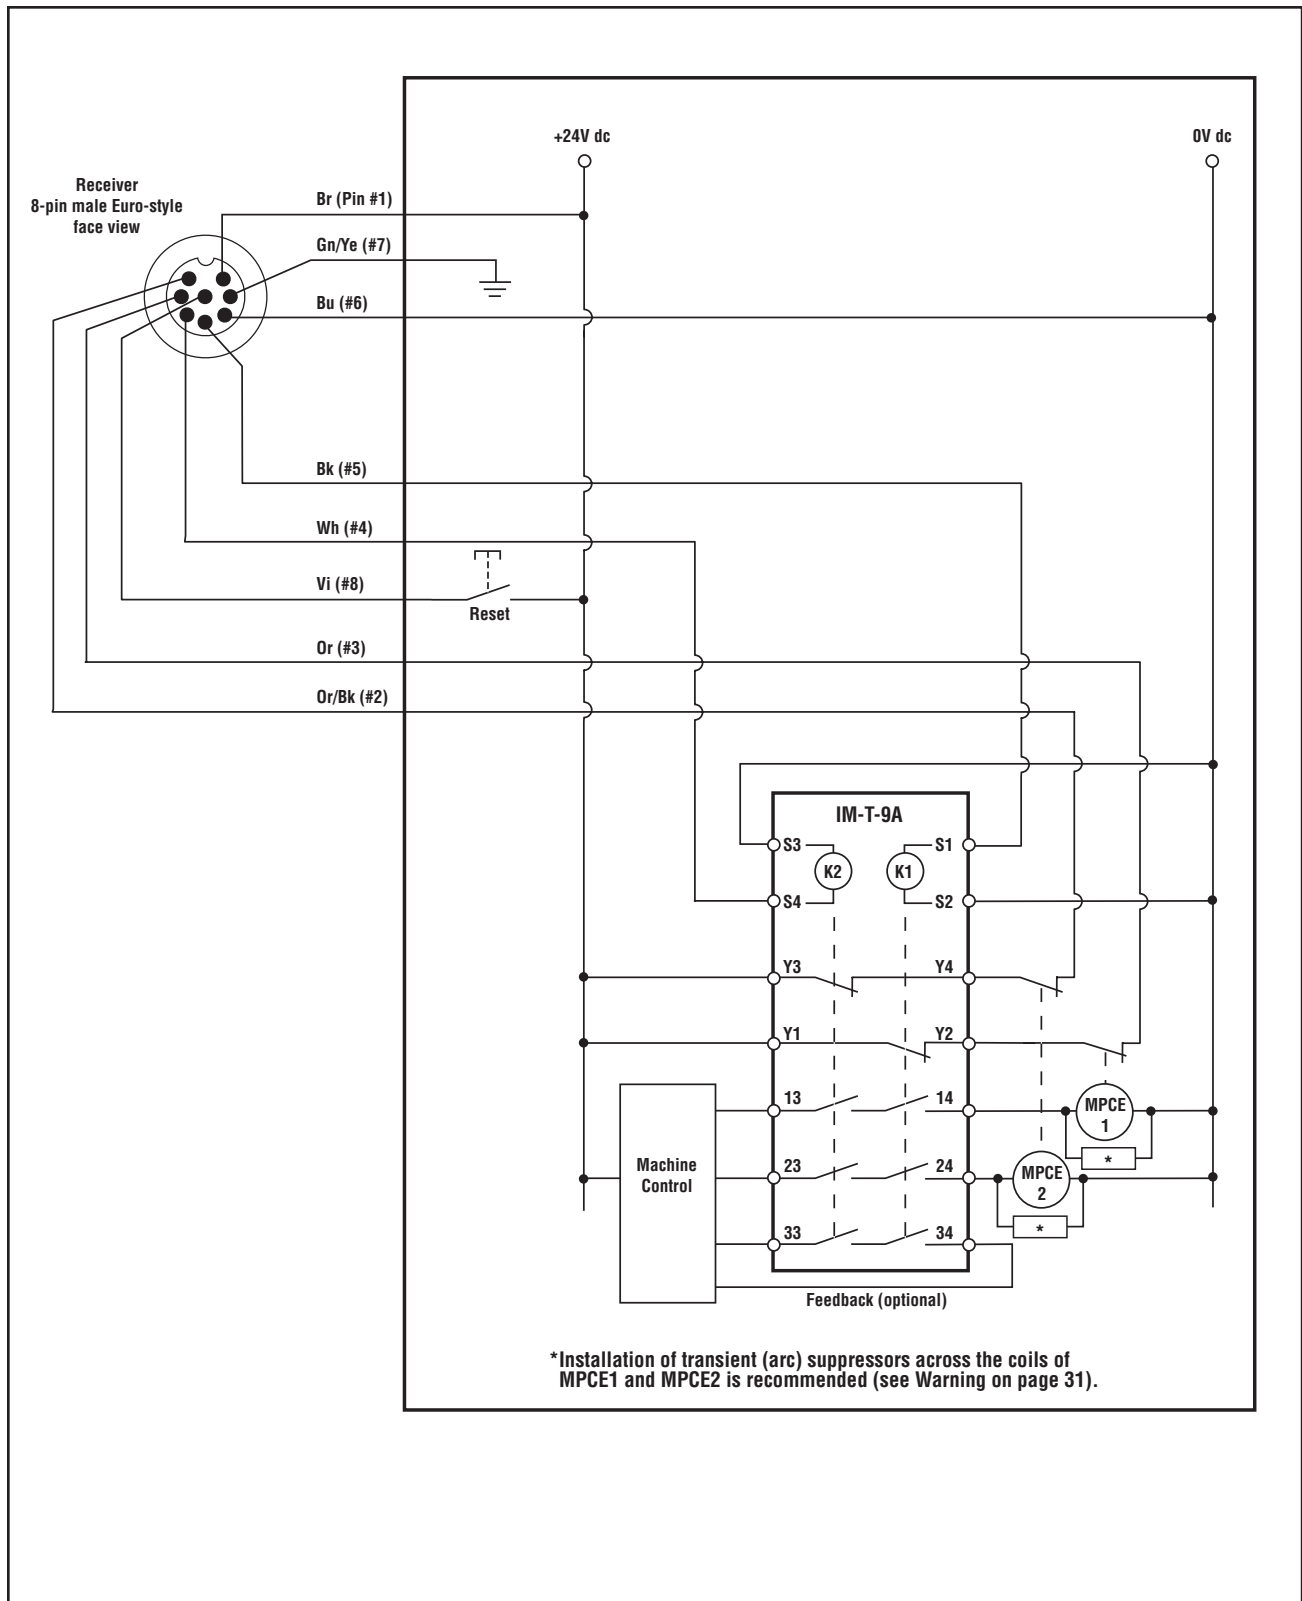 +24V dc
0V dc
Receiver
8-pin male Euro-style
face view
Br (Pin #1)
Gn/Ye (#7)
Bu (#6)
Bk (#5)
Wh (#4)
Vi (#8)
Reset
Or (#3)
Or/Bk (#2)
IM-T-9A
S3
S1
K2
K1
S4
S2
Y3
Y4
Y1
Y2
13
14
MPCE
1
*
Machine
Control
23
24
MPCE
2
*
33
34
Feedback (optional)
*Installation of transient (arc) suppressors across the coils of
MPCE1 and MPCE2 is recommended (see Warning on page 31).